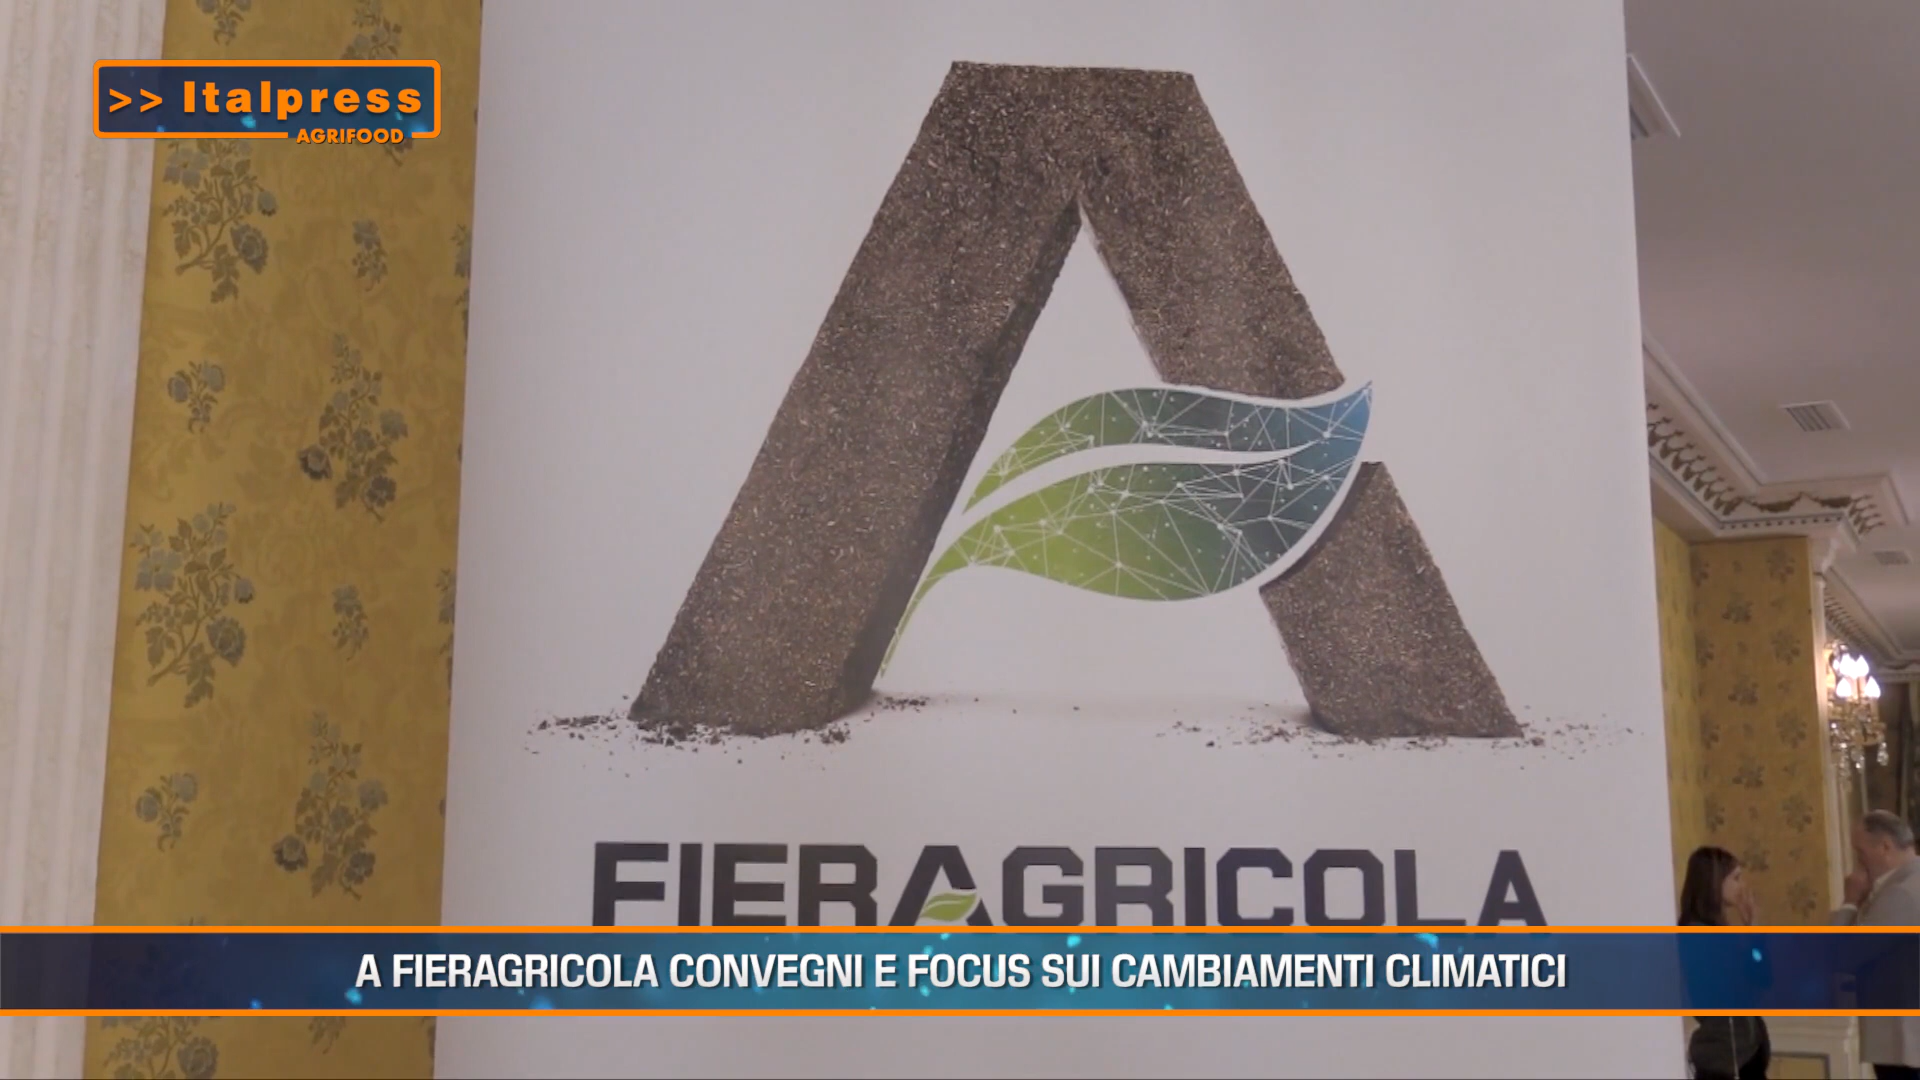 >> Italpress
AGRIFOOD
A
FIERAGRICOLA
A FIERAGRICOLA CONVEGNI E FOCUS SUI CAMBIAMENTI CLIMATICI